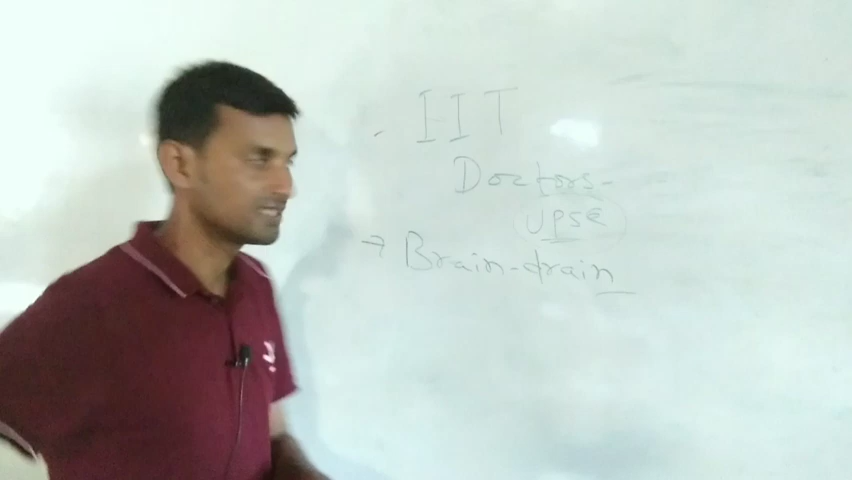 - IIT
Doctors-
UPSC
→ Brain-drain